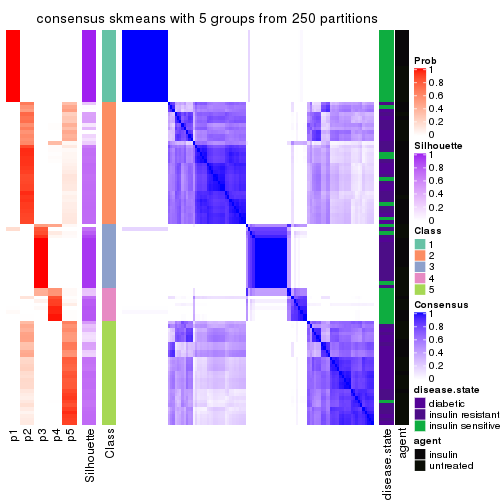 consensus skmeans with 5 groups from 250 partitions
p1
p2
p3
p4
p5
Silhouette
Class
disease.state
agent
Prob
1
0.8
0.6
0.4
0.2
0
Silhouette
1
0.8
0.6
0.4
0.2
0
Class
1
2
3
4
5
Consensus
1
0.8
0.6
0.4
0.2
0
disease.state
diabetic
insulin resistant
insulin sensitive
agent
insulin
untreated